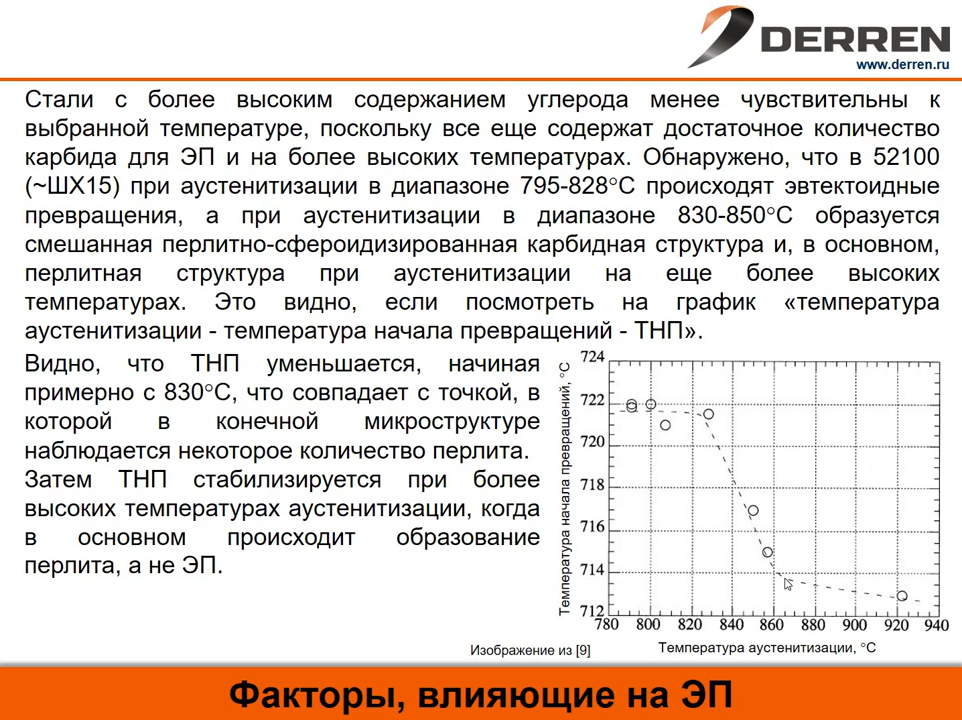 DERREN
www.derren.ru
Стали с более высоким содержанием углерода менее чувствительны к
выбранной температуре, поскольку все еще содержат достаточное количество
карбида для ЭП и на более высоких температурах. Обнаружено, что в 52100
(~ШХ15) при аустенитизации в диапазоне 795-828°С происходят эвтектоидные
превращения, а при аустенитизации в диапазоне 830-850°С образуется
смешанная перлитно-сфероидизированная карбидная структура и, в основном,
перлитная структура при аустенитизации на еще более высоких
температурах. Это видно, если посмотреть на график «температура
аустенитизации - температура начала превращений - ТНП».
Видно, что ТНП уменьшается, начиная
примерно с 830°С, что совпадает с точкой, в
которой в конечной микроструктуре
наблюдается некоторое количество перлита.
Затем ТНП стабилизируется при более
высоких температурах аустенитизации, когда
в основном происходит образование
перлита, а не ЭП.
Температура начала превращений, °С
724
722
720
718
716
714
712
780 800 820 840 860 880 900 920 940
Температура аустенитизации, °С
Изображение из [9]
Факторы, влияющие на ЭП